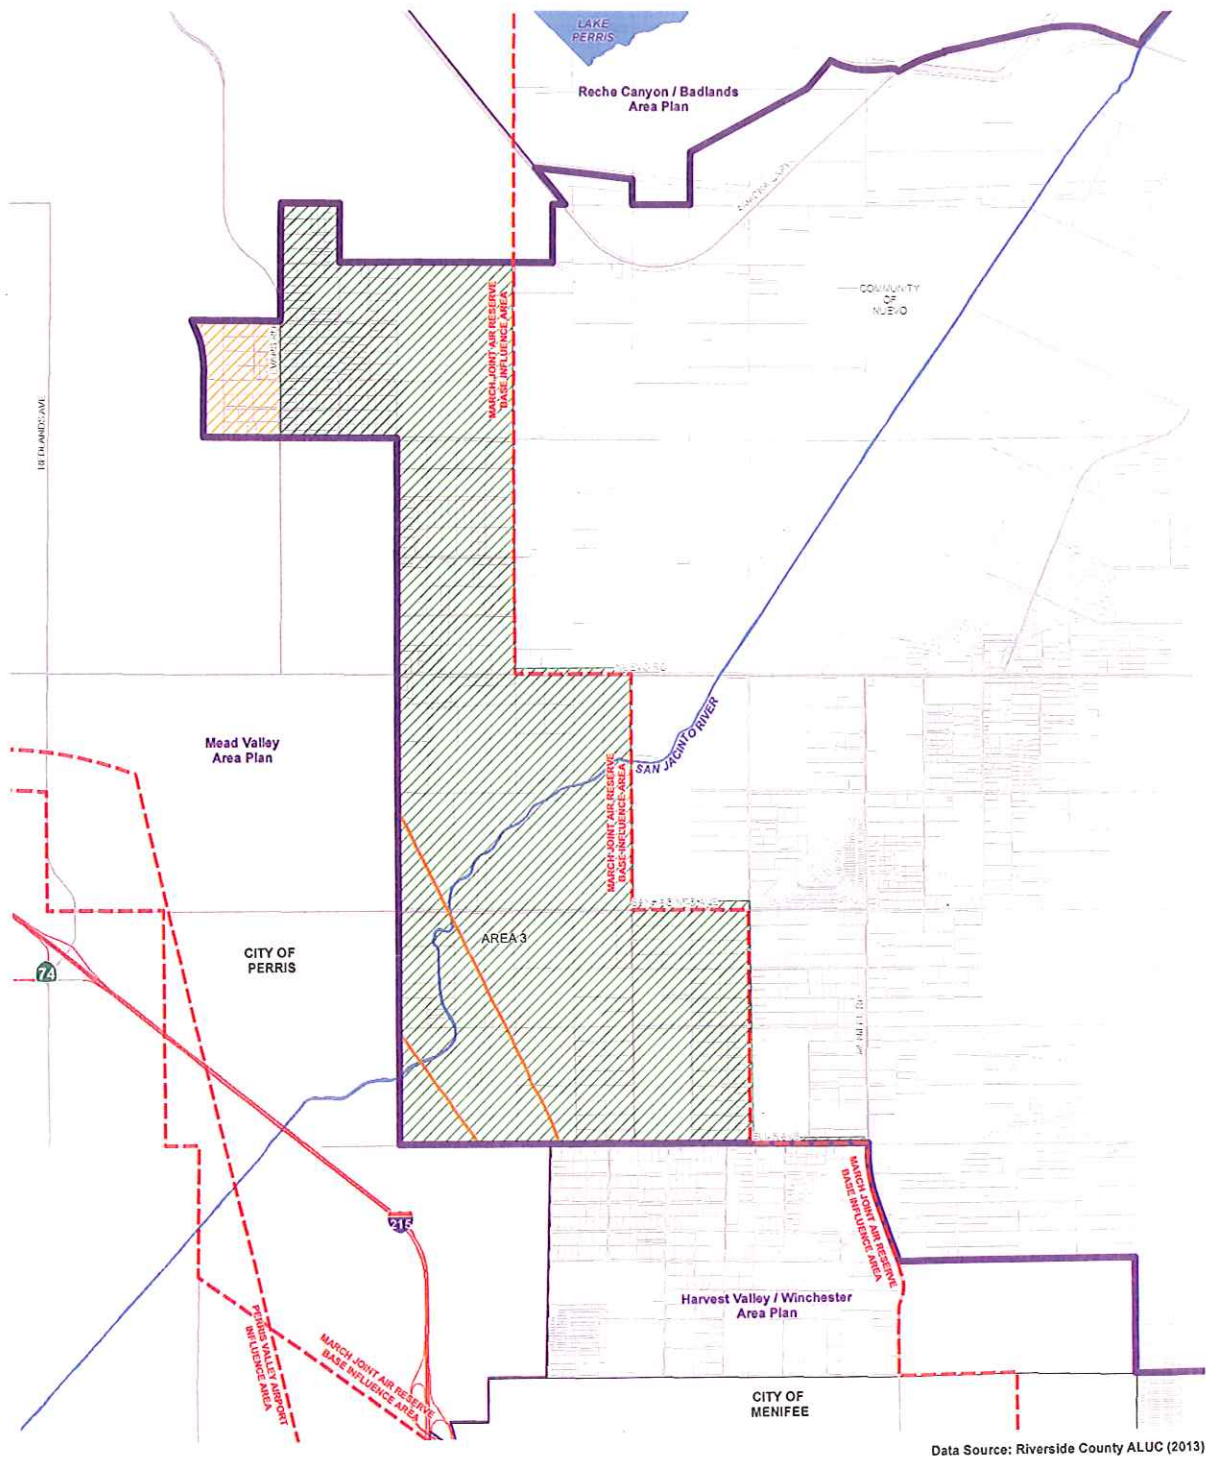 LAKE
PERRIS
Reche Canyon / Badlands
Area Plan
COMMUNITY
OF
NUEVO
MARCH JOINT AIR RESERVE
BASE INFLUENCE AREA
REDLANDS AVE
Mead Valley
Area Plan
SAN JACINTO RIVER
MARCH JOINT AIR RESERVE
BASE INFLUENCE AREA
AREA 3
CITY OF
PERRIS
74
215
MARCH JOINT AIR RESERVE
BASE INFLUENCE AREA
Harvest Valley / Winchester
Area Plan
PERRIS VALLEY AIRPORT
INFLUENCE AREA
MARCH JOINT AIR RESERVE
BASE INFLUENCE AREA
CITY OF
MENIFEE
Data Source: Riverside County ALUC (2013)